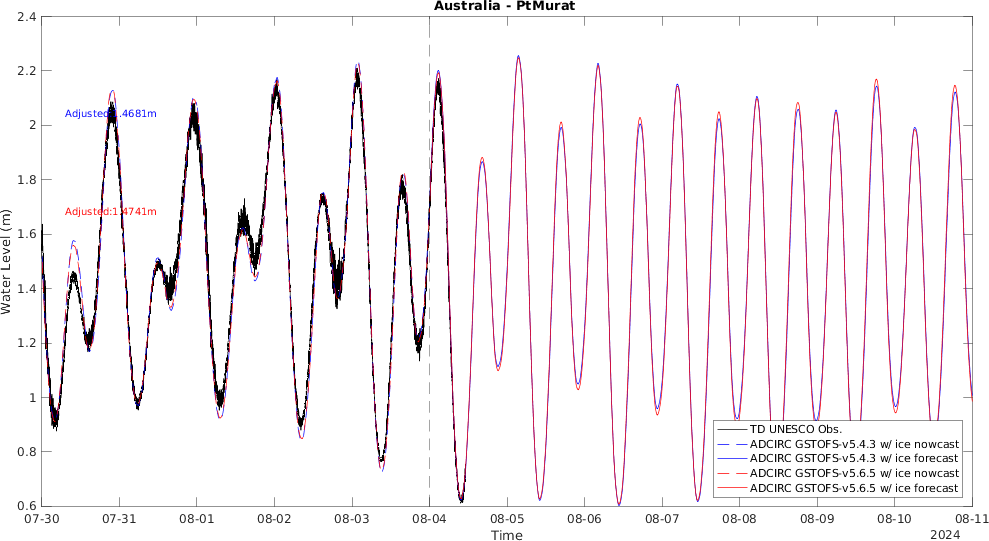 Australia - PtMurat
2.4
2.2
2
1.8
1.6
1.4
1.2
1
0.8
0.6
Water Level (m)
Adjusted:1.4681m
Adjusted:1.4741m
TD UNESCO Obs.
ADCIRC GSTOFS-v5.4.3 w/ ice nowcast
ADCIRC GSTOFS-v5.4.3 w/ ice forecast
ADCIRC GSTOFS-v5.6.5 w/ ice nowcast
ADCIRC GSTOFS-v5.6.5 w/ ice forecast
07-30 07-31 08-01 08-02 08-03 08-04 08-05 08-06 08-07 08-08 08-09 08-10 08-11
Time
2024